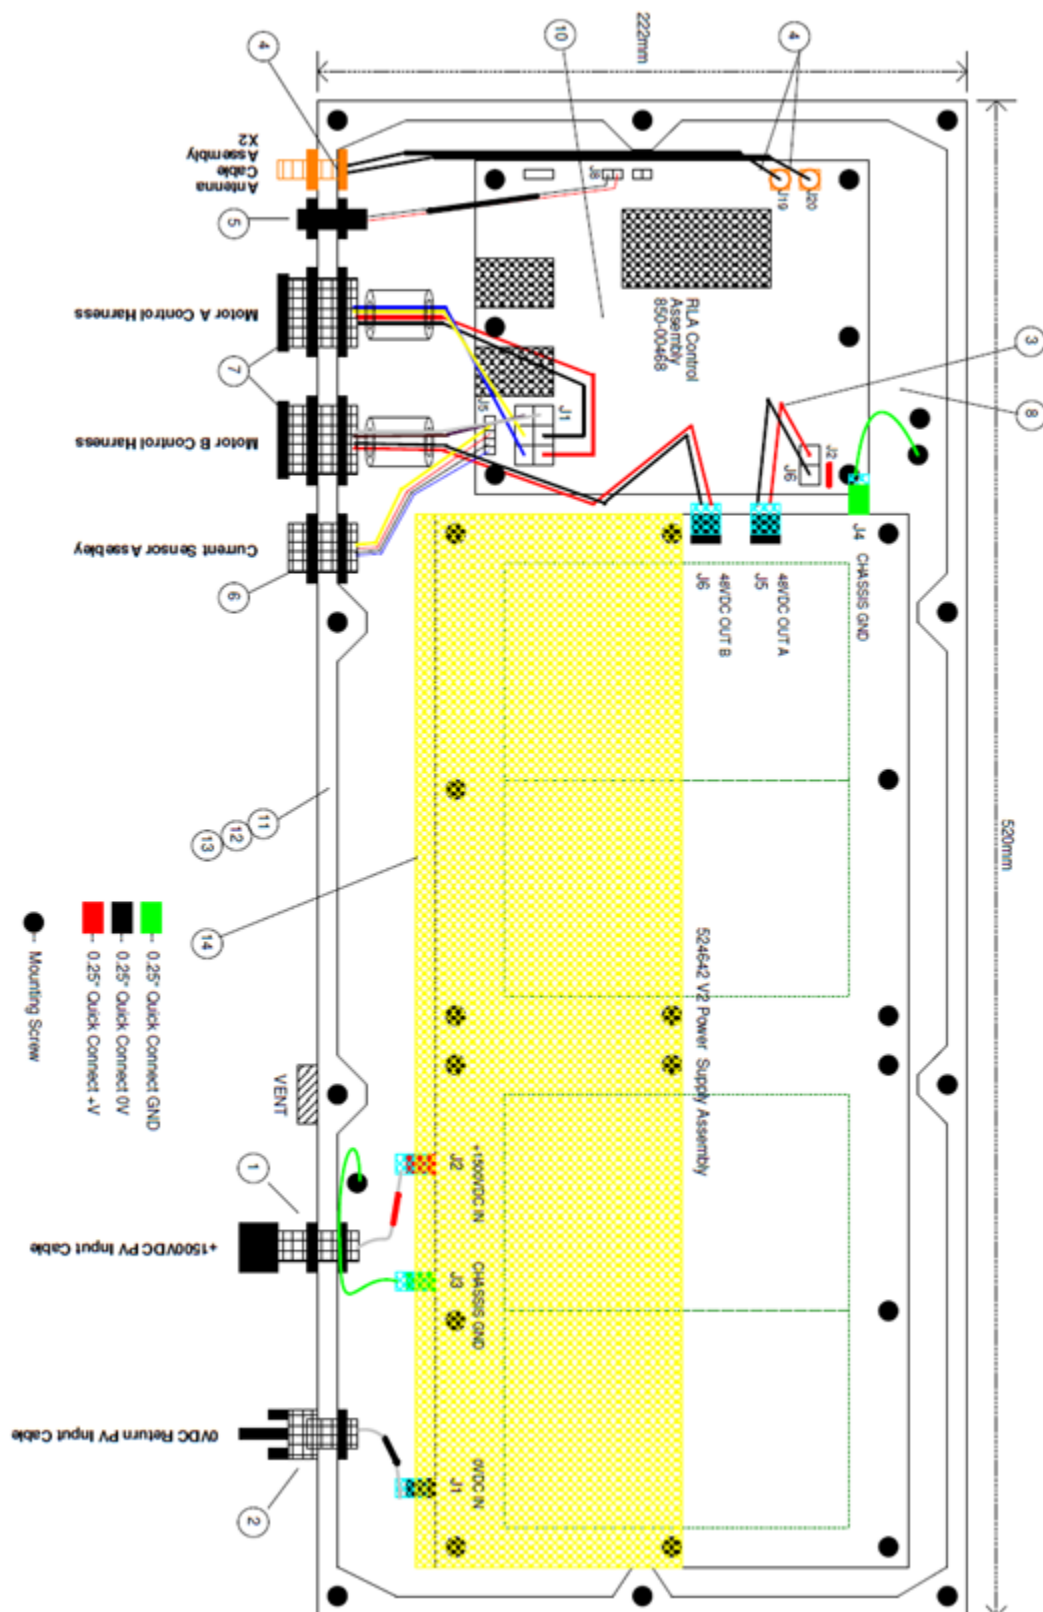 222mm
4
10
4
Antenna
Cable
Assembly
X2
5
J8
J19
J20
RLA Control
Assembly
850-00468
3
8
Motor A Control Harness
7
Motor B Control Harness
J5
J1
J2
J6
J4
CHASSIS GND
Current Sensor Assebley
6
J6
48VDC OUT B
J5
48VDC OUT A
520mm
11
12
13
14
524642 V2 Power Supply Assembly
0.25" Quick Connect GND
0.25" Quick Connect 0V
0.25" Quick Connect +V
- Mounting Screw
VENT
1
J2
+1500VDC IN
+1500VDC PV Input Cable
J3
CHASSIS GND
0VDC Return PV Input Cable
2
J1
0VDC IN